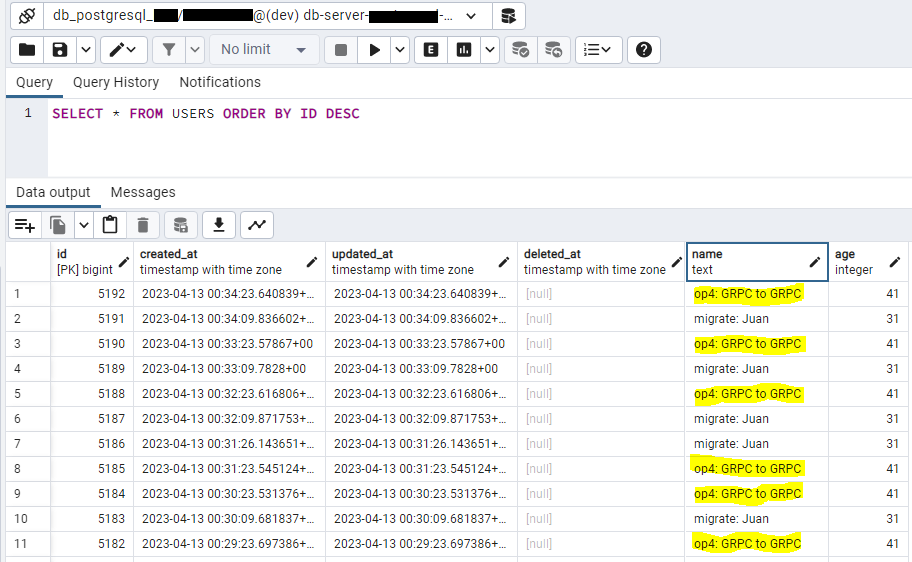 db_postgresql_ / @(dev) db-server- -...
No limit
E
Query Query History Notifications
1 SELECT * FROM USERS ORDER BY ID DESC
Data output Messages
id created_at updated_at deleted_at name age
[PK] bigint timestamp with time zone timestamp with time zone timestamp with time zone text integer
1 5192 2023-04-13 00:34:23.640839+... 2023-04-13 00:34:23.640839+... [null] op4: GRPC to GRPC 41
2 5191 2023-04-13 00:34:09.836602+... 2023-04-13 00:34:09.836602+... [null] migrate: Juan 31
3 5190 2023-04-13 00:33:23.57867+00 2023-04-13 00:33:23.57867+00 [null] op4: GRPC to GRPC 41
4 5189 2023-04-13 00:33:09.7828+00 2023-04-13 00:33:09.7828+00 [null] migrate: Juan 31
5 5188 2023-04-13 00:32:23.616806+... 2023-04-13 00:32:23.616806+... [null] op4: GRPC to GRPC 41
6 5187 2023-04-13 00:32:09.871753+... 2023-04-13 00:32:09.871753+... [null] migrate: Juan 31
7 5186 2023-04-13 00:31:26.143651+... 2023-04-13 00:31:26.143651+... [null] migrate: Juan 31
8 5185 2023-04-13 00:31:23.545124+... 2023-04-13 00:31:23.545124+... [null] op4: GRPC to GRPC 41
9 5184 2023-04-13 00:30:23.531376+... 2023-04-13 00:30:23.531376+... [null] op4: GRPC to GRPC 41
10 5183 2023-04-13 00:30:09.681837+... 2023-04-13 00:30:09.681837+... [null] migrate: Juan 31
11 5182 2023-04-13 00:29:23.697386+... 2023-04-13 00:29:23.697386+... [null] op4: GRPC to GRPC 41